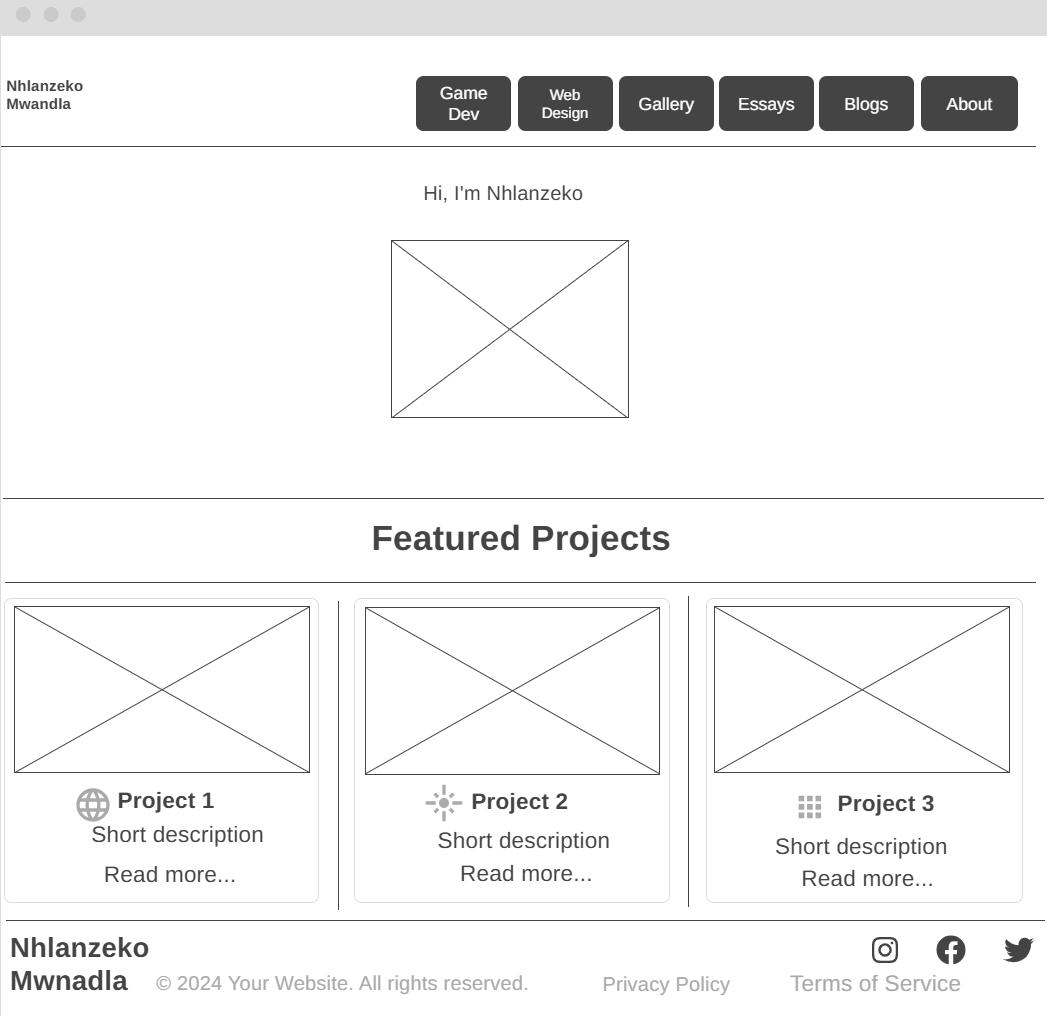 Nhlanzeko
Mwandla
Game
Dev
Web
Design
Gallery
Essays
Blogs
About
Hi, I'm Nhlanzeko
Featured Projects
Project 1
Short description
Read more...
Project 2
Short description
Read more...
Project 3
Short description
Read more...
Nhlanzeko
Mwnadla
© 2024 Your Website. All rights reserved.
Privacy Policy
Terms of Service